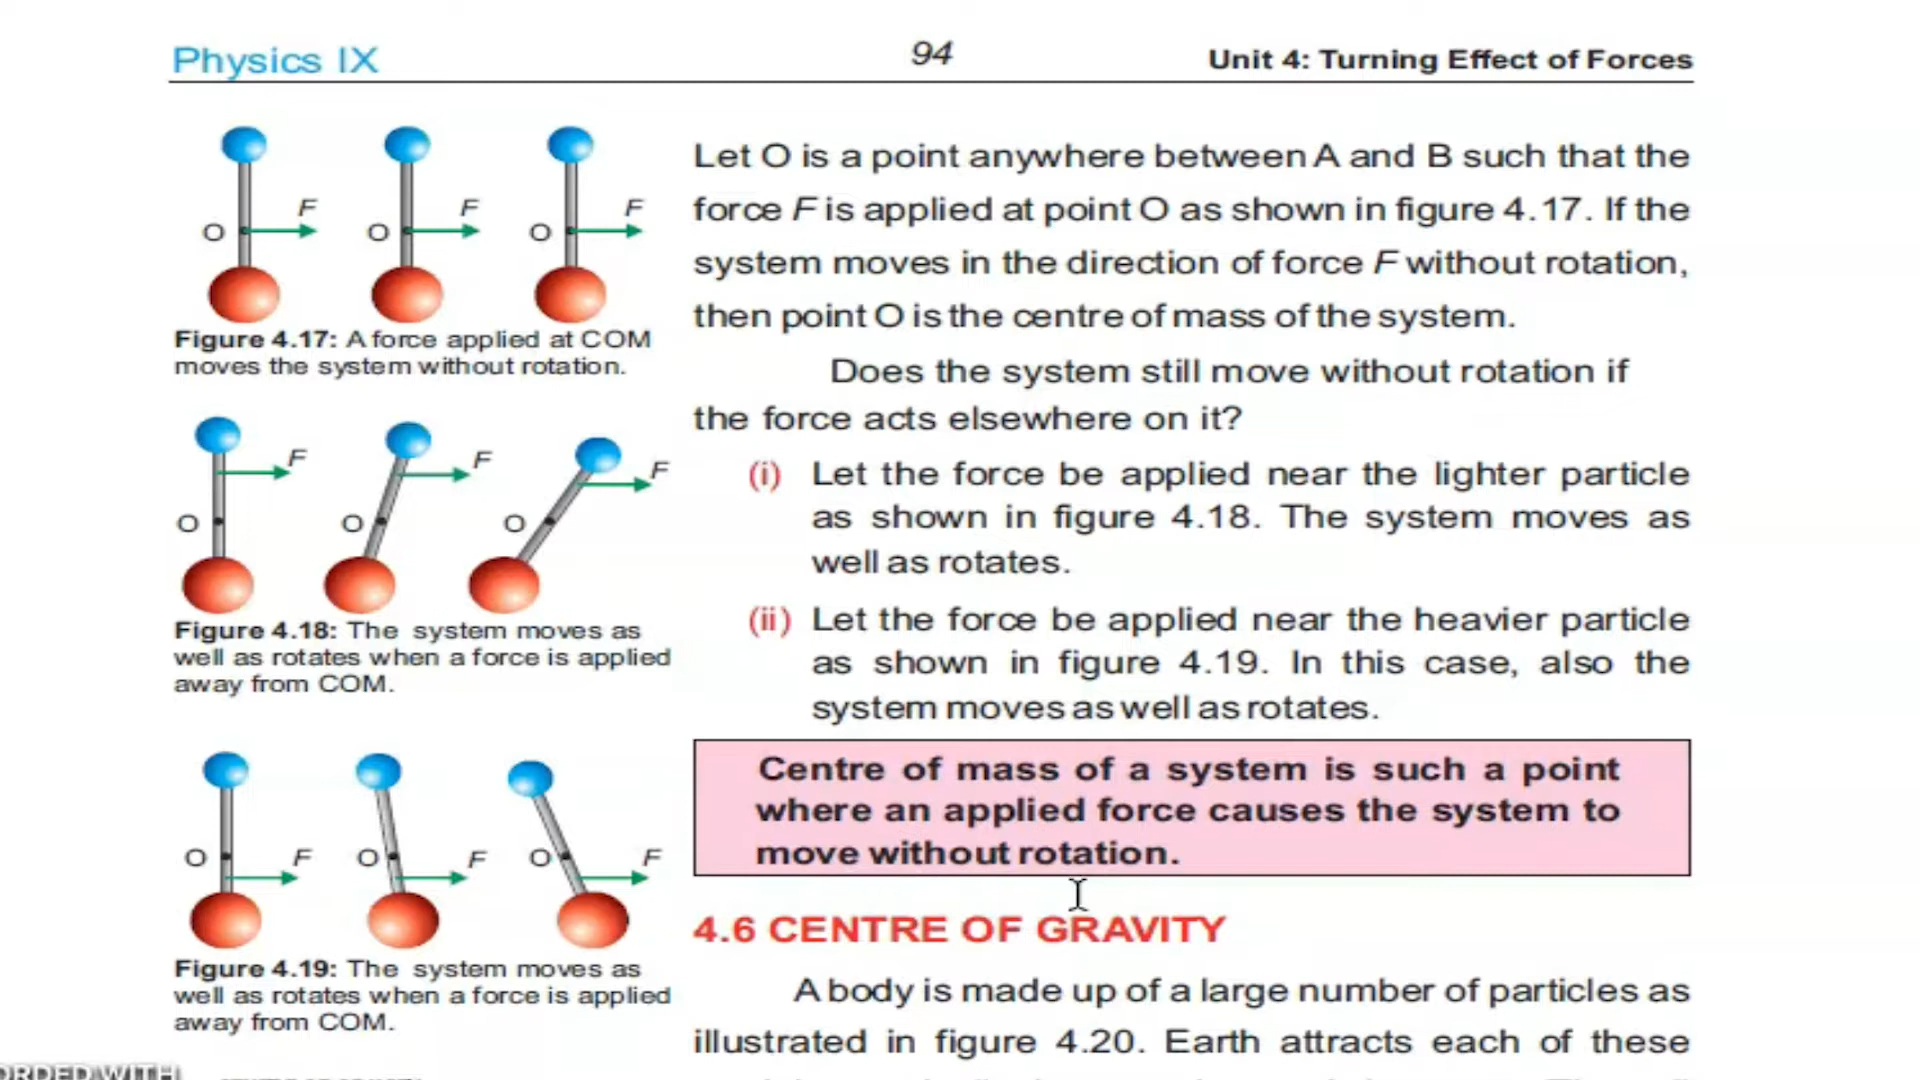 Physics IX
94
Unit 4: Turning Effect of Forces
F F F
O O O
Figure 4.17: A force applied at COM
moves the system without rotation.
F F F
O O O
Figure 4.18: The system moves as
well as rotates when a force is applied
away from COM.
O F O F O F
Figure 4.19: The system moves as
well as rotates when a force is applied
away from COM.
Let O is a point anywhere between A and B such that the
force F is applied at point O as shown in figure 4.17. If the
system moves in the direction of force F without rotation,
then point O is the centre of mass of the system.
Does the system still move without rotation if
the force acts elsewhere on it?
(i) Let the force be applied near the lighter particle
as shown in figure 4.18. The system moves as
well as rotates.
(ii) Let the force be applied near the heavier particle
as shown in figure 4.19. In this case, also the
system moves as well as rotates.
Centre of mass of a system is such a point
where an applied force causes the system to
move without rotation.
4.6 CENTRE OF GRAVITY
A body is made up of a large number of particles as
illustrated in figure 4.20. Earth attracts each of these
WITH